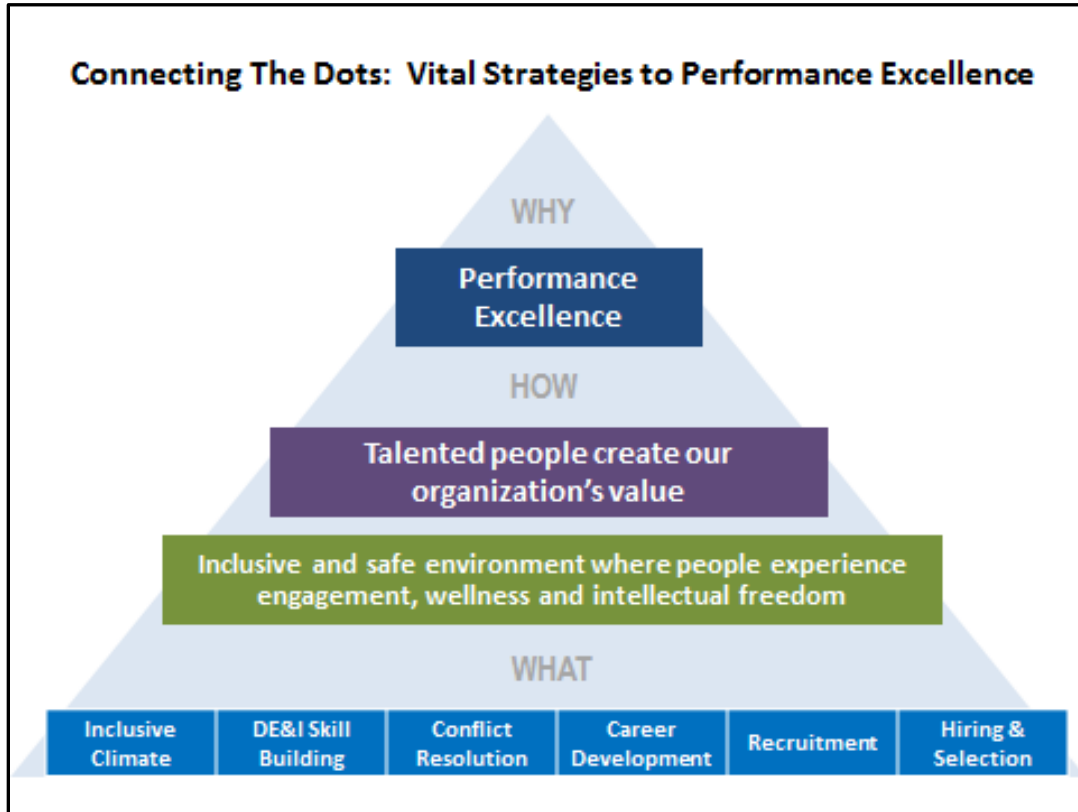 Connecting The Dots: Vital Strategies to Performance Excellence
WHY
Performance
Excellence
HOW
Talented people create our
organization's value
Inclusive and safe environment where people experience
engagement, wellness and intellectual freedom
WHAT
Inclusive
Climate
DE&I Skill
Building
Conflict
Resolution
Career
Development
Recruitment
Hiring &
Selection